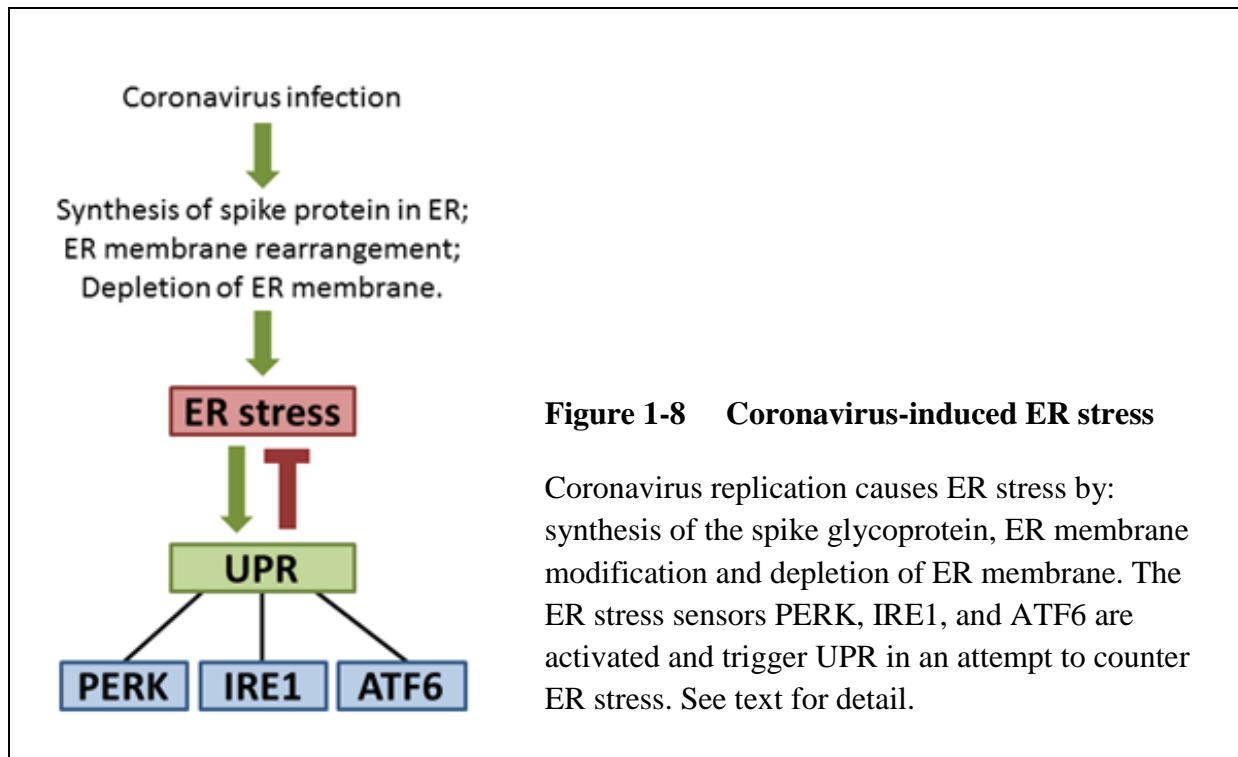 Coronavirus infection
Synthesis of spike protein in ER;
ER membrane rearrangement;
Depletion of ER membrane.
ER stress
UPR
PERK IRE1 ATF6
Figure 1-8 Coronavirus-induced ER stress
Coronavirus replication causes ER stress by:
synthesis of the spike glycoprotein, ER membrane
modification and depletion of ER membrane. The
ER stress sensors PERK, IRE1, and ATF6 are
activated and trigger UPR in an attempt to counter
ER stress. See text for detail.